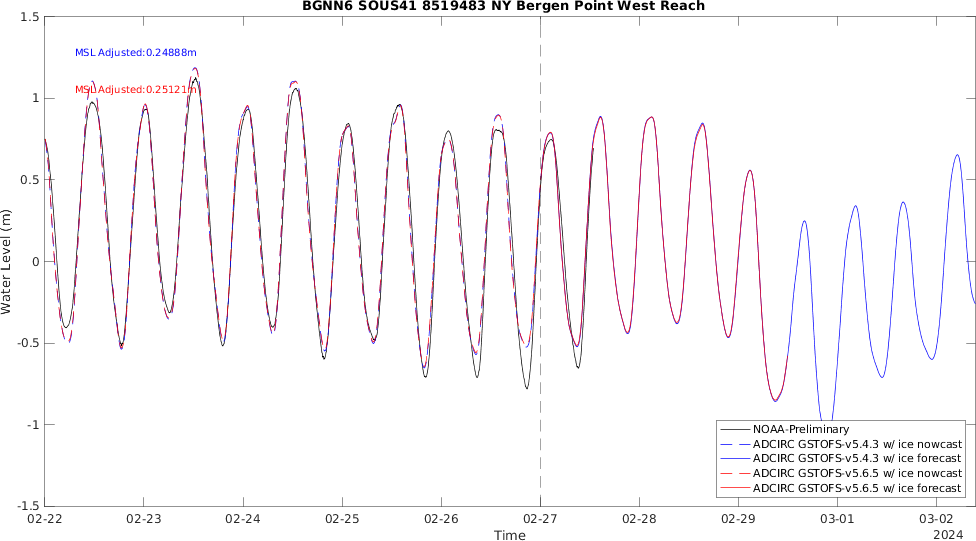 BGNN6 SOUS41 8519483 NY Bergen Point West Reach
1.5
MSL Adjusted:0.24888m
MSL Adjusted:0.25121m
1
0.5
0
-0.5
-1
-1.5
Water Level (m)
NOAA-Preliminary
ADCIRC GSTOFS-v5.4.3 w/ ice nowcast
ADCIRC GSTOFS-v5.4.3 w/ ice forecast
ADCIRC GSTOFS-v5.6.5 w/ ice nowcast
ADCIRC GSTOFS-v5.6.5 w/ ice forecast
02-22 02-23 02-24 02-25 02-26 02-27 02-28 02-29 03-01 03-02
Time
2024